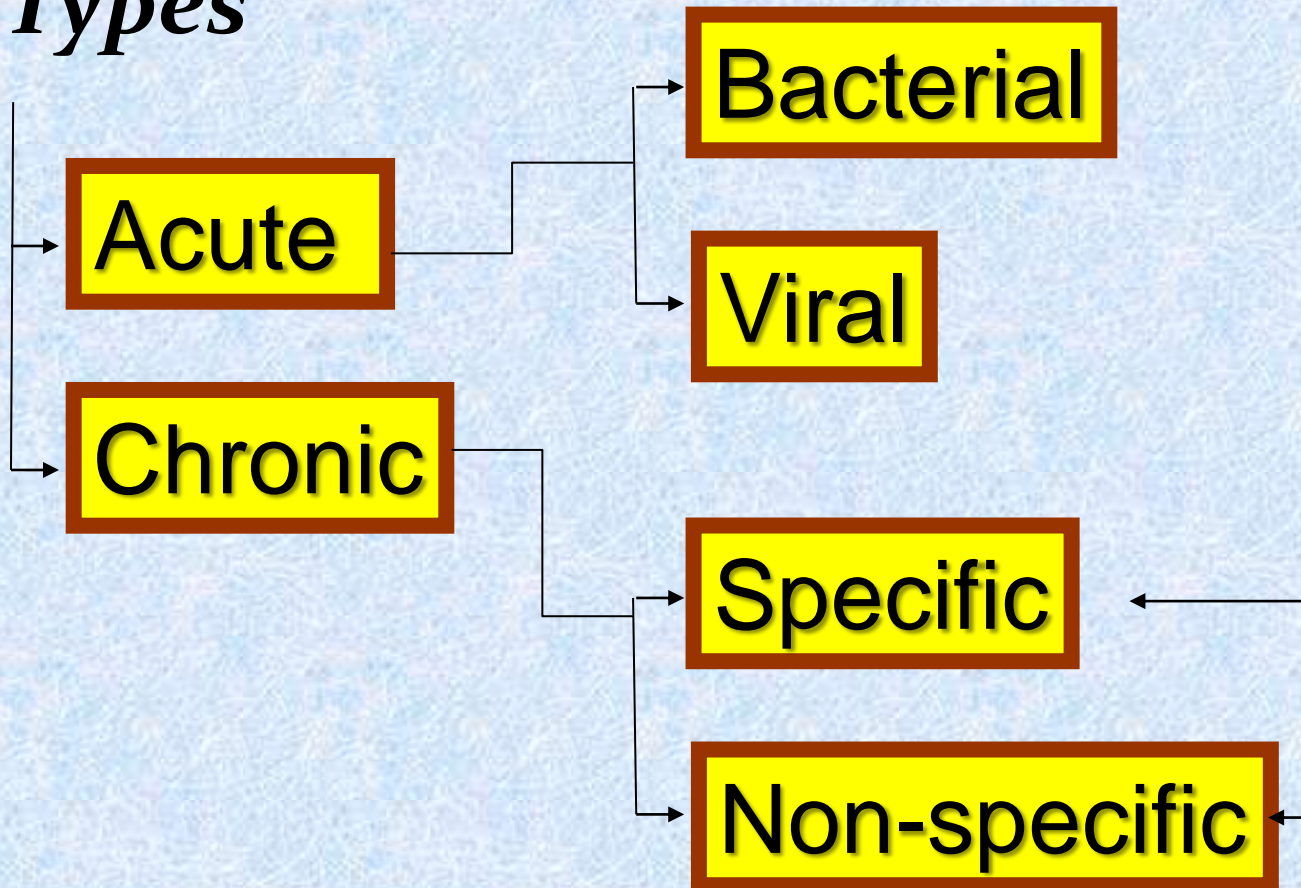 Types
Bacterial
Acute
Viral
Chronic
Specific
Non-specific